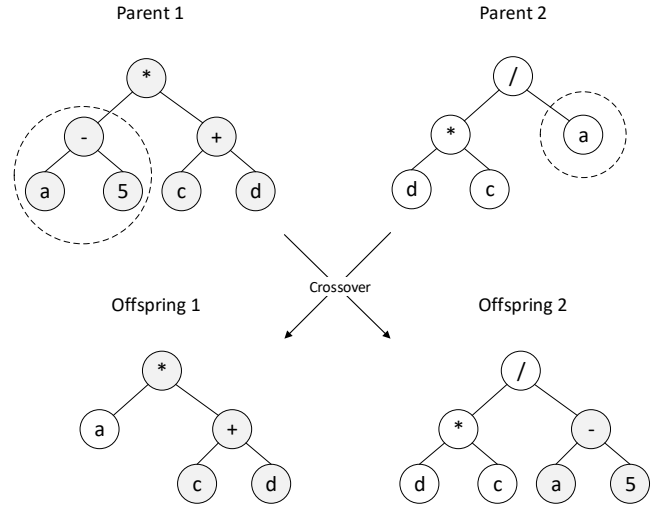 Parent 1 Parent 2
* /
- + * a
a 5 c d d c
Crossover
Offspring 1 Offspring 2
* /
a + * -
c d d c a 5